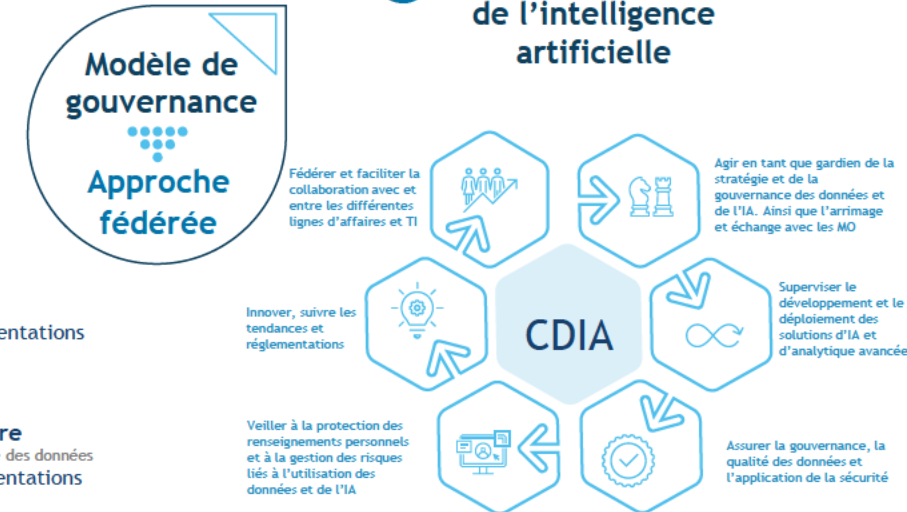 de l'intelligence
artificielle
Modèle de
gouvernance
Approche
fédérée
Fédérer et faciliter la
collaboration avec et
entre les différentes
lignes d'affaires et TI
Agir en tant que gardien de la
stratégie et de la
gouvernance des données et
de l'IA. Ainsi que l'arrimage
et échange avec les MO
Innover, suivre les
tendances et
réglementations
CDIA
Superviser le
développement et le
déploiement des
solutions d'IA et
d'analytique avancée
Veiller à la protection des
renseignements personnels
et à la gestion des risques
liés à l'utilisation des
données et de l'IA
Assurer la gouvernance, la
qualité des données et
l'application de la sécurité
entations
re
des données
entations